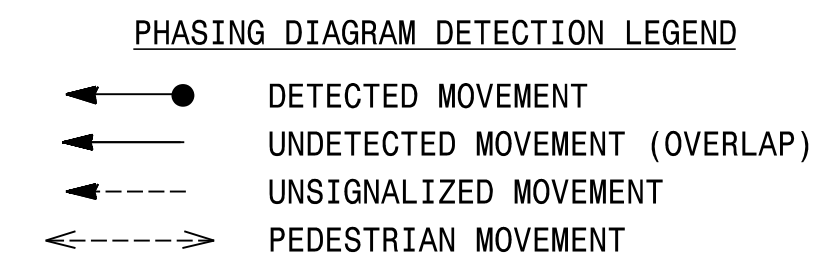 PHASING DIAGRAM DETECTION LEGEND
DETECTED MOVEMENT
UNDETECTED MOVEMENT (OVERLAP)
UNSIGNALIZED MOVEMENT
PEDESTRIAN MOVEMENT